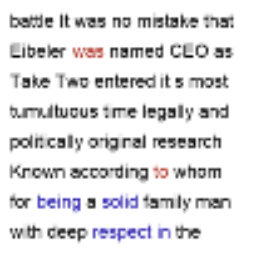 battle It was no mistake that
Eibeler was named CEO as
Take Two entered it s most
tumultuous time legally and
politically original research
Known according to whom
for being a solid family man
with deep respect in the